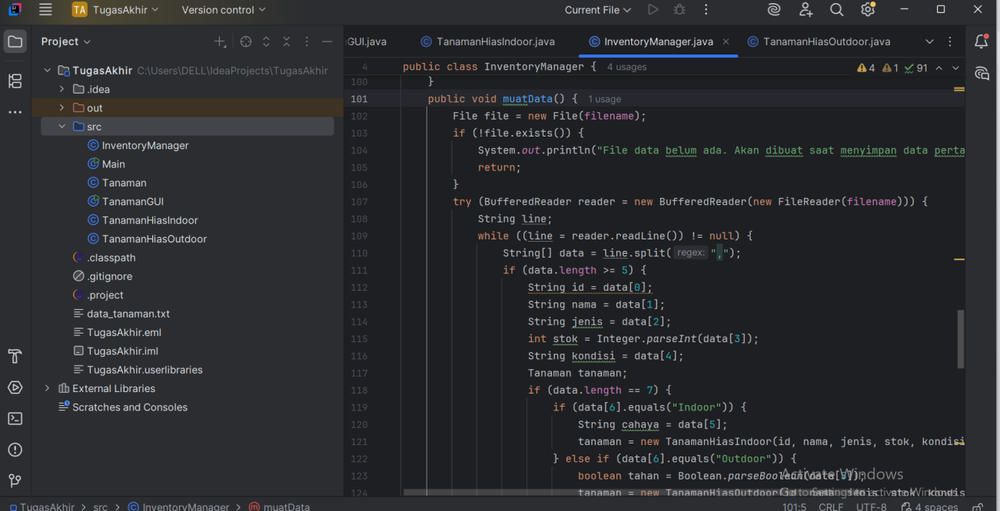 TA TugasAkhir Version control Current File
Project
GUI.java TanamanHiasIndoor.java InventoryManager.java TanamanHiasOutdoor.java
TugasAkhir C:\Users\DELL\IdeaProjects\TugasAkhir
.idea
out
src
InventoryManager
Main
Tanaman
TanamanGUI
TanamanHiasIndoor
TanamanHiasOutdoor
.classpath
.gitignore
.project
data_tanaman.txt
TugasAkhir.eml
TugasAkhir.iml
TugasAkhir.userlibraries
External Libraries
Scratches and Consoles
4 public class InventoryManager { 4 usages 4 1 91
100 }
101 public void muatData() { 1 usage
102 File file = new File(filename);
103 if (!file.exists()) {
104 System.out.println("File data belum ada. Akan dibuat saat menyimpan data perta
105 return;
106 }
107 try (BufferedReader reader = new BufferedReader(new FileReader(filename))) {
108 String line;
109 while ((line = reader.readLine()) != null) {
110 String[] data = line.split( regex: ",");
111 if (data.length >= 5) {
112 String id = data[0];
113 String nama = data[1];
114 String jenis = data[2];
115 int stok = Integer.parseInt(data[3]);
116 String kondisi = data[4];
117 Tanaman tanaman;
118 if (data.length == 7) {
119 if (data[6].equals("Indoor")) {
120 String cahaya = data[5];
121 tanaman = new TanamanHiasIndoor(id, nama, jenis, stok, kondisi
122 } else if (data[6].equals("Outdoor")) {
123 boolean tahan = Boolean.parseBoolean(data[5]);
124 tanaman = new TanamanHiasOutdoor stok kondis
Activate Windows
Go to Settings to activate Windows.
TugasAkhir > src > InventoryManager > muatData 101:5 CRLF UTF-8 4 spaces